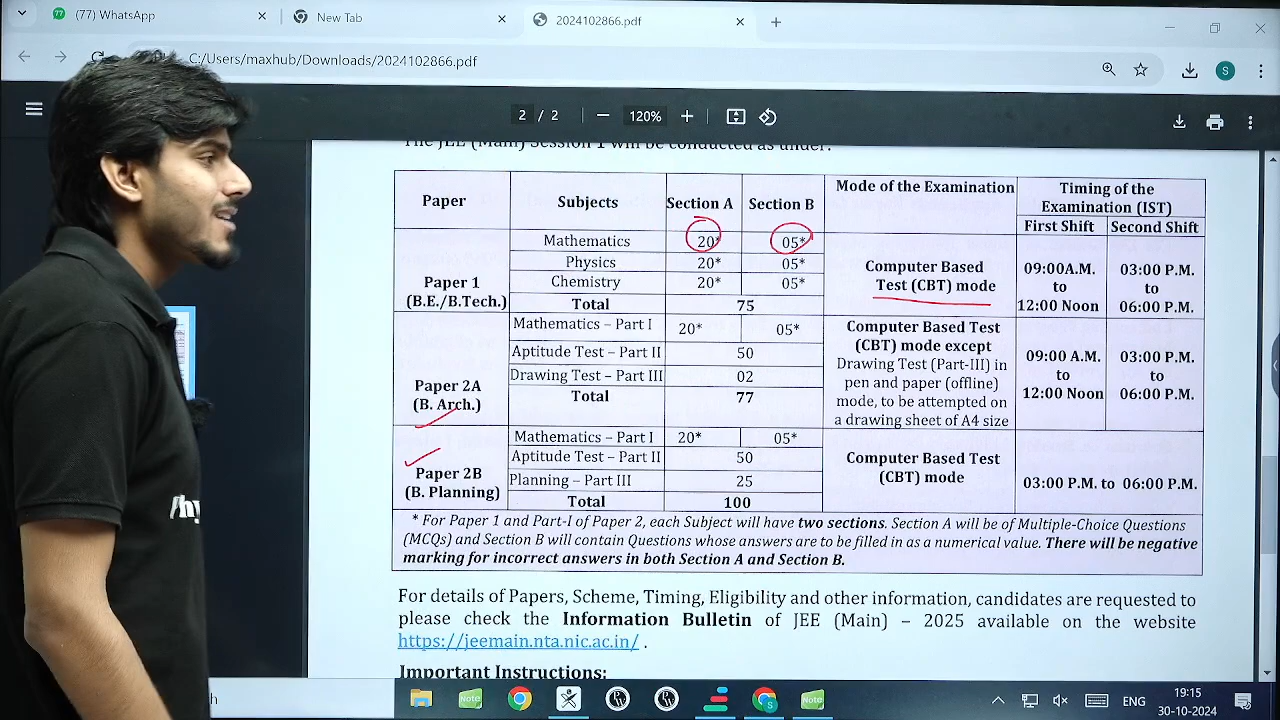 (77) WhatsApp
New Tab
2024102866.pdf
C:/Users/maxhub/Downloads/2024102866.pdf
S
2 / 2
120%
The JEE (Main) Session 1 will be conducted as under:
Paper Subjects Section A Section B Mode of the Examination Timing of the Examination (IST)
First Shift Second Shift
Paper 1
(B.E./B.Tech.)
Mathematics 20* 05*
Physics 20* 05*
Chemistry 20* 05*
Total 75
Computer Based
Test (CBT) mode
09:00A.M.
to
12:00 Noon
03:00 P.M.
to
06:00 P.M.
Paper 2A
(B. Arch.)
Mathematics – Part I 20* 05*
Aptitude Test – Part II 50
Drawing Test – Part III 02
Total 77
Computer Based Test
(CBT) mode except
Drawing Test (Part-III) in
pen and paper (offline)
mode, to be attempted on
a drawing sheet of A4 size
09:00 A.M.
to
12:00 Noon
03:00 P.M.
to
06:00 P.M.
Paper 2B
(B. Planning)
Mathematics – Part I 20* 05*
Aptitude Test – Part II 50
Planning – Part III 25
Total 100
Computer Based Test
(CBT) mode
03:00 P.M. to 06:00 P.M.
* For Paper 1 and Part-I of Paper 2, each Subject will have two sections. Section A will be of Multiple-Choice Questions
(MCQs) and Section B will contain Questions whose answers are to be filled in as a numerical value. There will be negative
marking for incorrect answers in both Section A and Section B.
For details of Papers, Scheme, Timing, Eligibility and other information, candidates are requested to
please check the Information Bulletin of JEE (Main) – 2025 available on the website
https://jeemain.nta.nic.ac.in/ .
Important Instructions:
Note
Note
ENG
19:15
30-10-2024